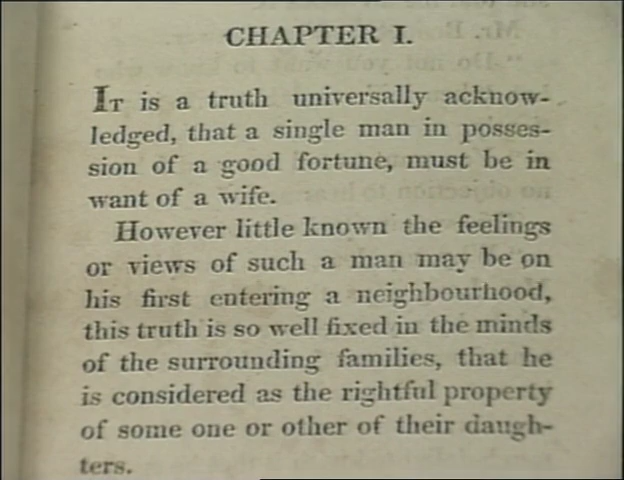 CHAPTER I.
IT is a truth universally acknow-
ledged, that a single man in posses-
sion of a good fortune, must be in
want of a wife.
However little known the feelings
or views of such a man may be on
his first entering a neighbourhood,
this truth is so well fixed in the minds
of the surrounding families, that he
is considered as the rightful property
of some one or other of their daugh-
ters.